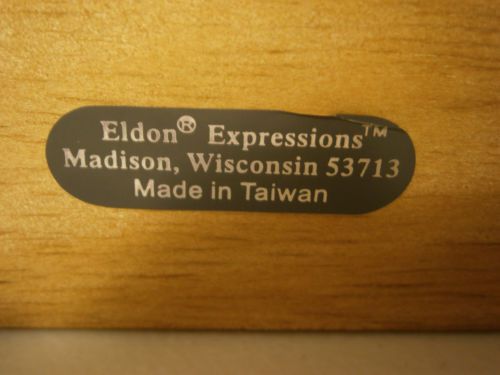 Eldon® Expressions™
Madison, Wisconsin 53713
Made in Taiwan